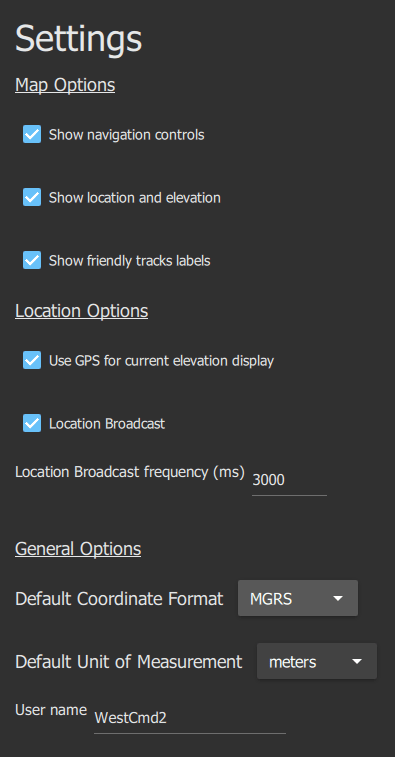 Settings
Map Options
Show navigation controls
Show location and elevation
Show friendly tracks labels
Location Options
Use GPS for current elevation display
Location Broadcast
Location Broadcast frequency (ms) 3000
General Options
Default Coordinate Format MGRS
Default Unit of Measurement meters
User name WestCmd2